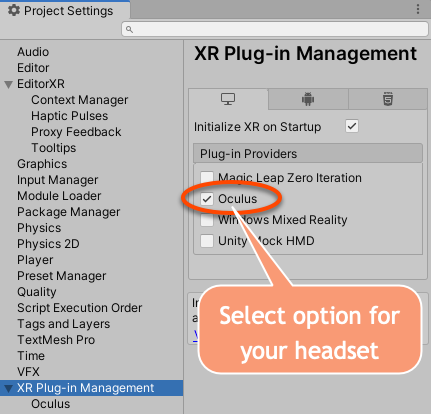 Project Settings
Audio
Editor
EditorXR
Context Manager
Haptic Pulses
Proxy Feedback
Tooltips
Graphics
Input Manager
Module Loader
Package Manager
Physics
Physics 2D
Player
Preset Manager
Quality
Script Execution Order
Tags and Layers
TextMesh Pro
Time
VFX
XR Plug-in Management
Oculus
XR Plug-in Management
Initialize XR on Startup
Plug-in Providers
Magic Leap Zero Iteration
Oculus
Windows Mixed Reality
Unity Mock HMD
Select option for
your headset